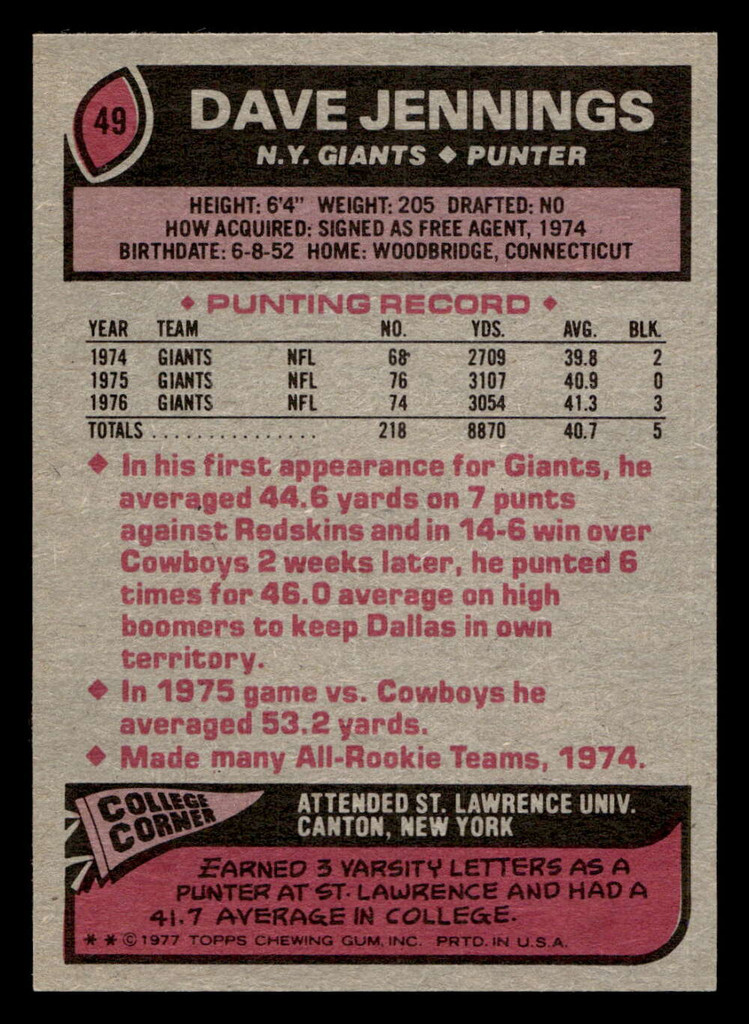 49
DAVE JENNINGS
N.Y. GIANTS ◆ PUNTER
HEIGHT: 6'4" WEIGHT: 205 DRAFTED: NO
HOW ACQUIRED: SIGNED AS FREE AGENT, 1974
BIRTHDATE: 6-8-52 HOME: WOODBRIDGE, CONNECTICUT
◆ PUNTING RECORD ◆
YEAR TEAM NO. YDS. AVG. BLK.
1974 GIANTS NFL 68 2709 39.8 2
1975 GIANTS NFL 76 3107 40.9 0
1976 GIANTS NFL 74 3054 41.3 3
TOTALS ................ 218 8870 40.7 5
◆ In his first appearance for Giants, he
averaged 44.6 yards on 7 punts
against Redskins and in 14-6 win over
Cowboys 2 weeks later, he punted 6
times for 46.0 average on high
boomers to keep Dallas in own
territory.
◆ In 1975 game vs. Cowboys he
averaged 53.2 yards.
◆ Made many All-Rookie Teams, 1974.
COLLEGE
CORNER
ATTENDED ST. LAWRENCE UNIV.
CANTON, NEW YORK
EARNED 3 VARSITY LETTERS AS A
PUNTER AT ST. LAWRENCE AND HAD A
41.7 AVERAGE IN COLLEGE.
** © 1977 TOPPS CHEWING GUM, INC. PRTD. IN U.S.A.